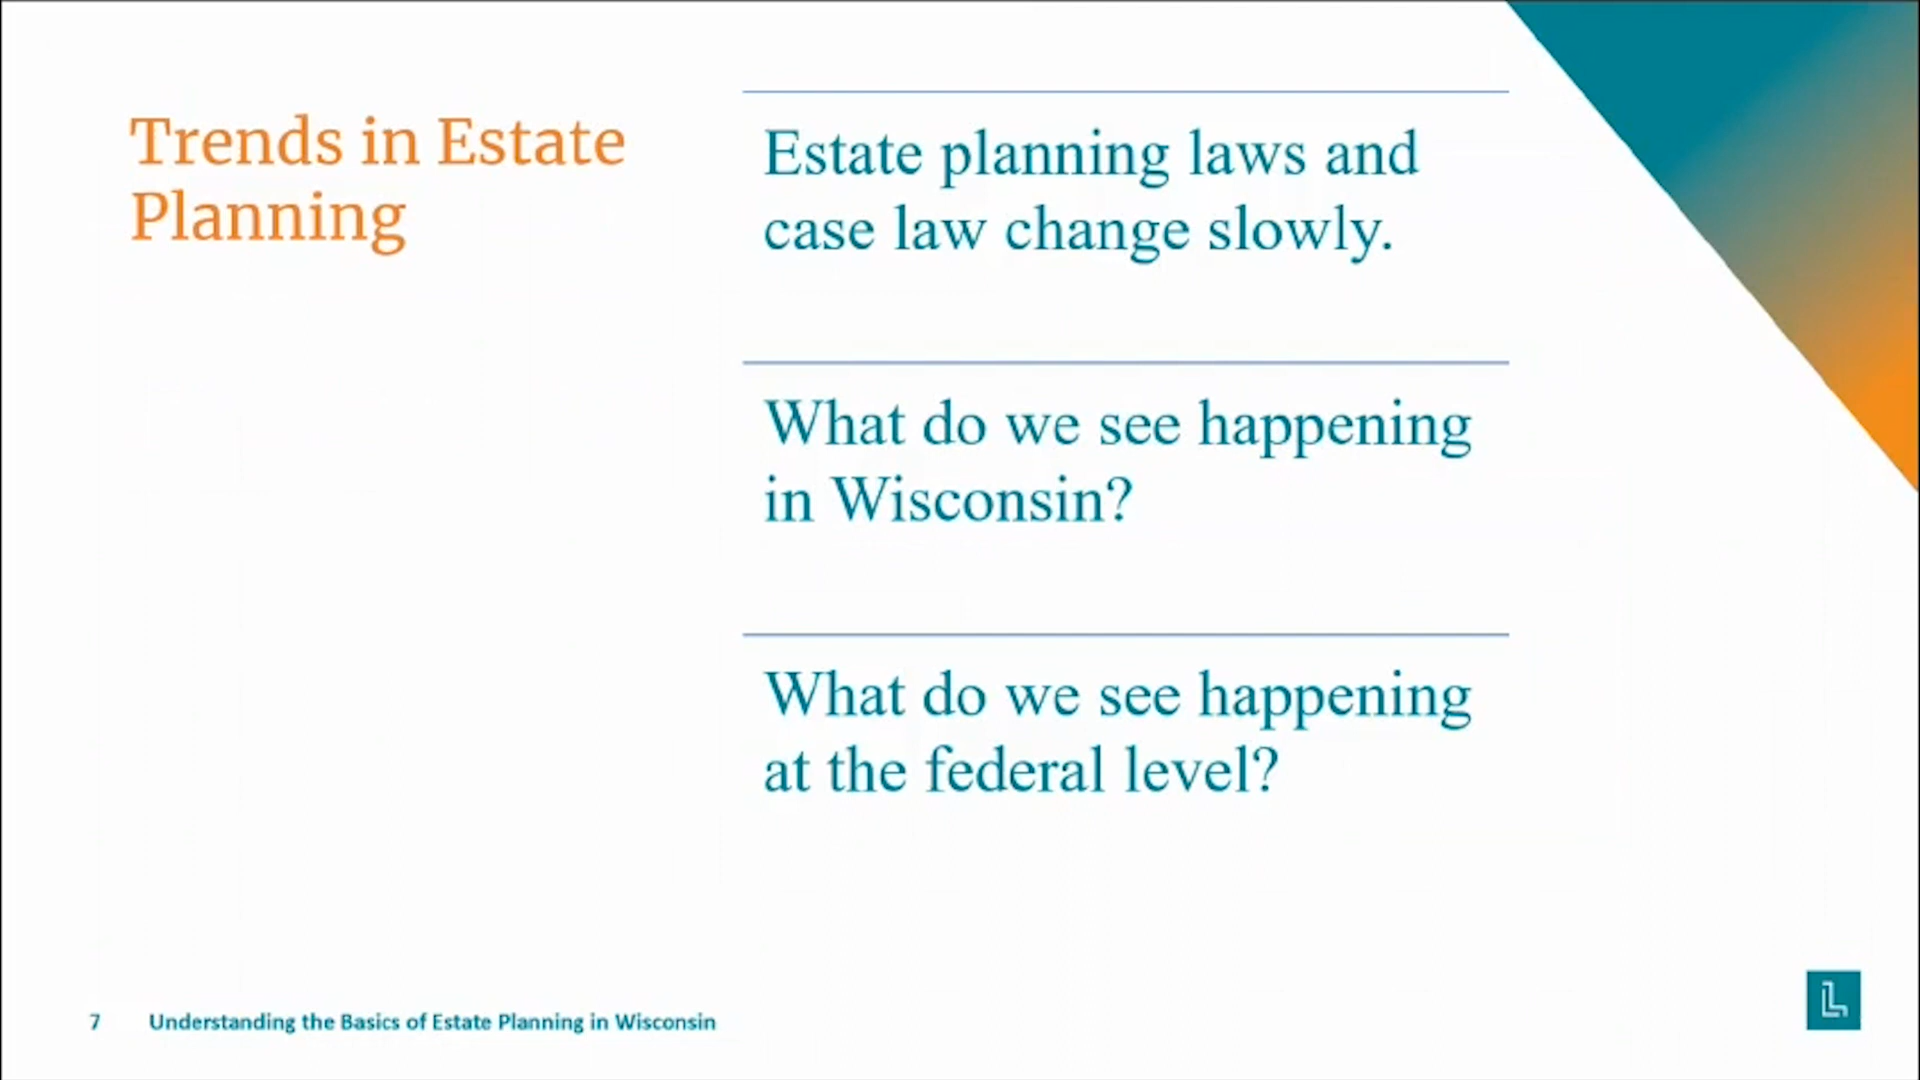 Trends in Estate
Planning
Estate planning laws and
case law change slowly.
What do we see happening
in Wisconsin?
What do we see happening
at the federal level?
7 Understanding the Basics of Estate Planning in Wisconsin